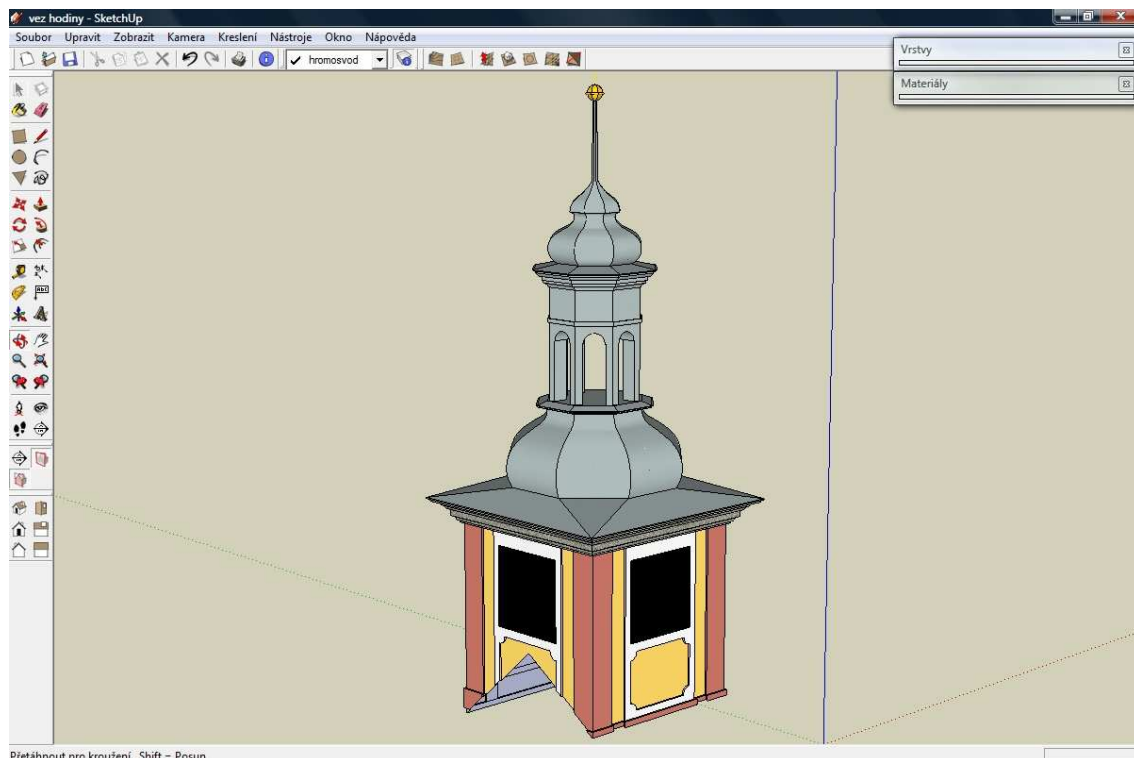 vez hodiny - SketchUp
Soubor Upravit Zobrazit Kamera Kreslení Nástroje Okno Nápověda
hromosvod
Vrstvy
Materiály
Přetáhnout pro kroužení. Shift = Posun